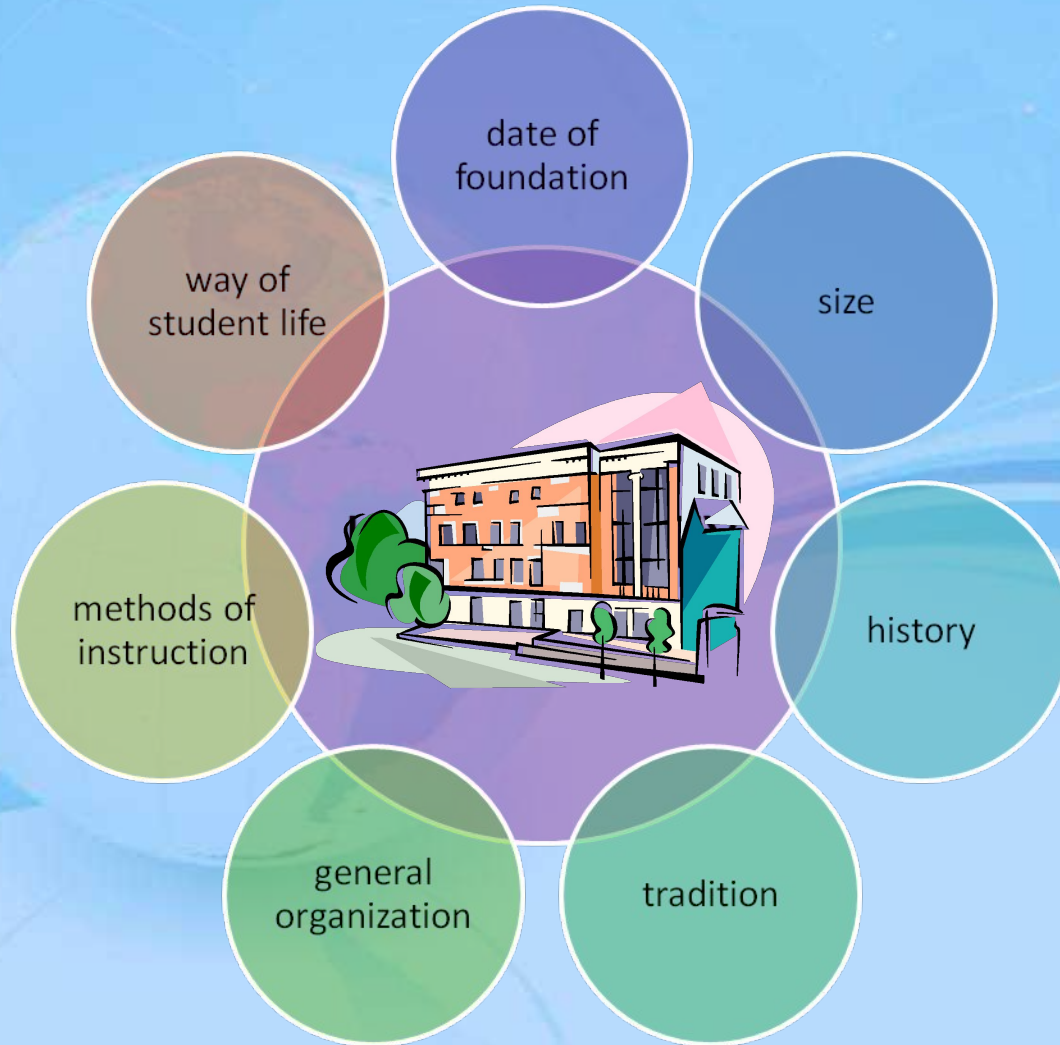 date of
foundation
size
history
tradition
general
organization
methods of
instruction
way of
student life